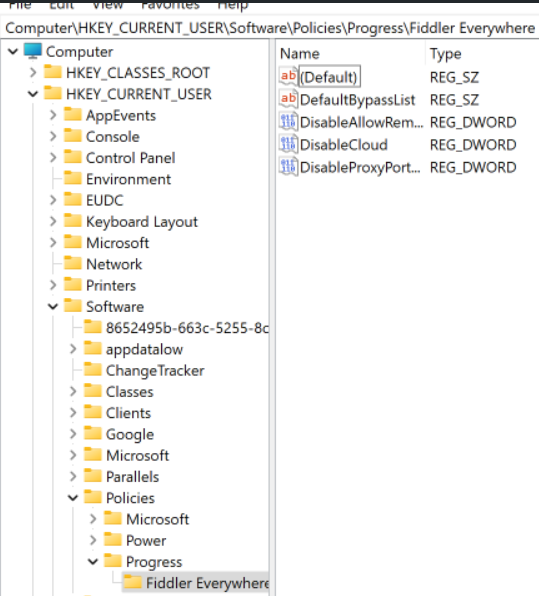 File Edit View Favorites Help
Computer\HKEY_CURRENT_USER\Software\Policies\Progress\Fiddler Everywhere
Computer
HKEY_CLASSES_ROOT
HKEY_CURRENT_USER
AppEvents
Console
Control Panel
Environment
EUDC
Keyboard Layout
Microsoft
Network
Printers
Software
8652495b-663c-5255-8c
appdatalow
ChangeTracker
Classes
Clients
Google
Microsoft
Parallels
Policies
Microsoft
Power
Progress
Fiddler Everywhere
Name Type
(Default) REG_SZ
DefaultBypassList REG_SZ
DisableAllowRem... REG_DWORD
DisableCloud REG_DWORD
DisableProxyPort... REG_DWORD